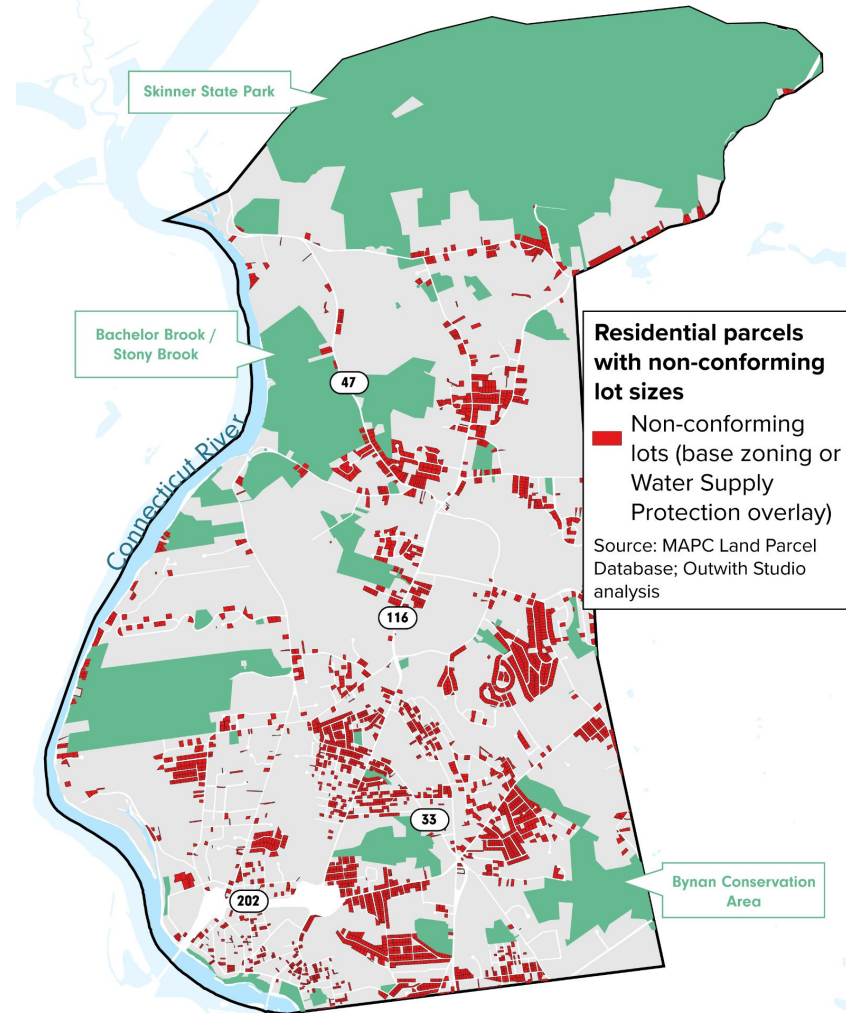 Skinner State Park
Bachelor Brook /
Stony Brook
47
Connecticut River
Residential parcels
with non-conforming
lot sizes
Non-conforming
lots (base zoning or
Water Supply
Protection overlay)
Source: MAPC Land Parcel
Database; Outwith Studio
analysis
116
33
202
Bynan Conservation
Area